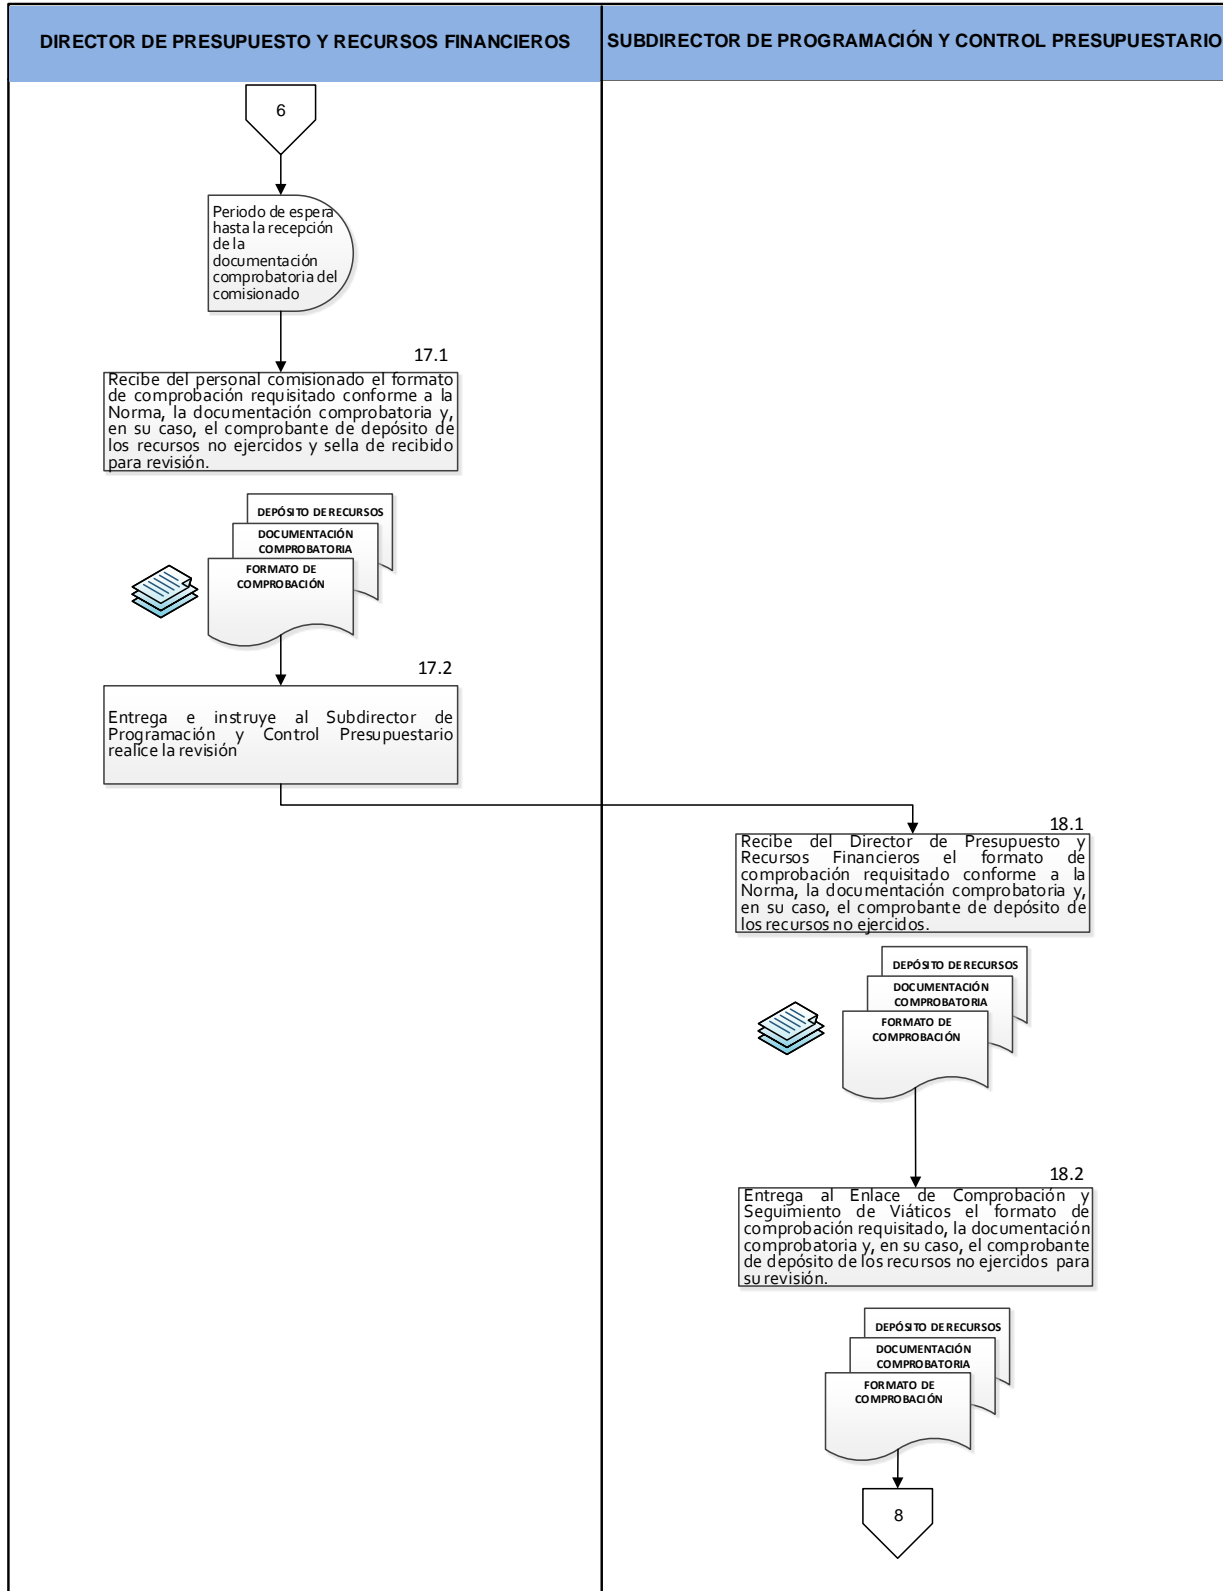 DIRECTOR DE PRESUPUESTO Y RECURSOS FINANCIEROS
SUBDIRECTOR DE PROGRAMACIÓN Y CONTROL PRESUPUESTARIO
6
Periodo de espera
hasta la recepción
de la
documentación
comprobatoria del
comisionado
17.1
Recibe del personal comisionado el formato
de comprobación requisitado conforme a la
Norma, la documentación comprobatoria y,
en su caso, el comprobante de depósito de
los recursos no ejercidos y sella de recibido
para revisión.
DEPÓSITO DE RECURSOS
DOCUMENTACIÓN
COMPROBATORIA
FORMATO DE
COMPROBACIÓN
17.2
Entrega e instruye al Subdirector de
Programación y Control Presupuestario
realice la revisión
18.1
Recibe del Director de Presupuesto y
Recursos Financieros el formato de
comprobación requisitado conforme a la
Norma, la documentación comprobatoria y,
en su caso, el comprobante de depósito de
los recursos no ejercidos.
DEPÓSITO DE RECURSOS
DOCUMENTACIÓN
COMPROBATORIA
FORMATO DE
COMPROBACIÓN
18.2
Entrega al Enlace de Comprobación y
Seguimiento de Viáticos el formato de
comprobación requisitado, la documentación
comprobatoria y, en su caso, el comprobante
de depósito de los recursos no ejercidos para
su revisión.
DEPÓSITO DE RECURSOS
DOCUMENTACIÓN
COMPROBATORIA
FORMATO DE
COMPROBACIÓN
8